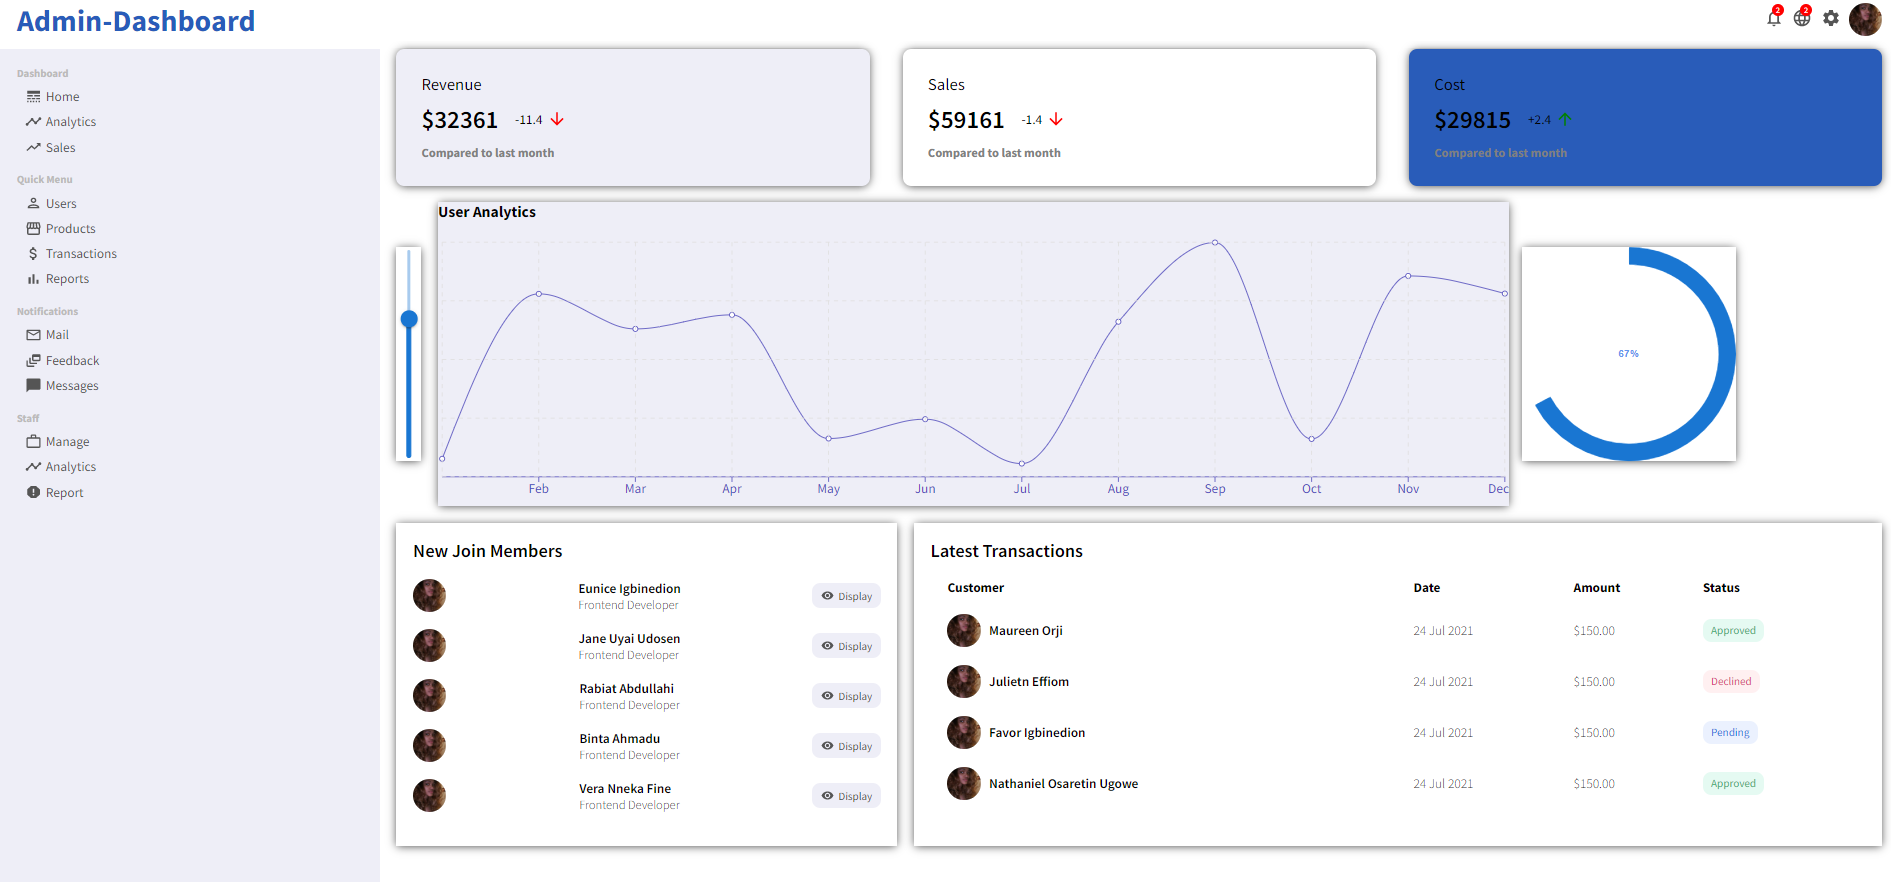 Admin-Dashboard
2
2
Dashboard
Home
Analytics
Sales
Quick Menu
Users
Products
Transactions
Reports
Notifications
Mail
Feedback
Messages
Staff
Manage
Analytics
Report
Revenue
$32361 -11.4
Compared to last month
Sales
$59161 -1.4
Compared to last month
Cost
$29815 +2.4
Compared to last month
User Analytics
Feb Mar Apr May Jun Jul Aug Sep Oct Nov Dec
67%
New Join Members
Eunice Igbinedion
Frontend Developer
Display
Jane Uyai Udosen
Frontend Developer
Display
Rabiat Abdullahi
Frontend Developer
Display
Binta Ahmadu
Frontend Developer
Display
Vera Nneka Fine
Frontend Developer
Display
Latest Transactions
Customer Date Amount Status
Maureen Orji 24 Jul 2021 $150.00 Approved
Julietn Effiom 24 Jul 2021 $150.00 Declined
Favor Igbinedion 24 Jul 2021 $150.00 Pending
Nathaniel Osaretin Ugowe 24 Jul 2021 $150.00 Approved